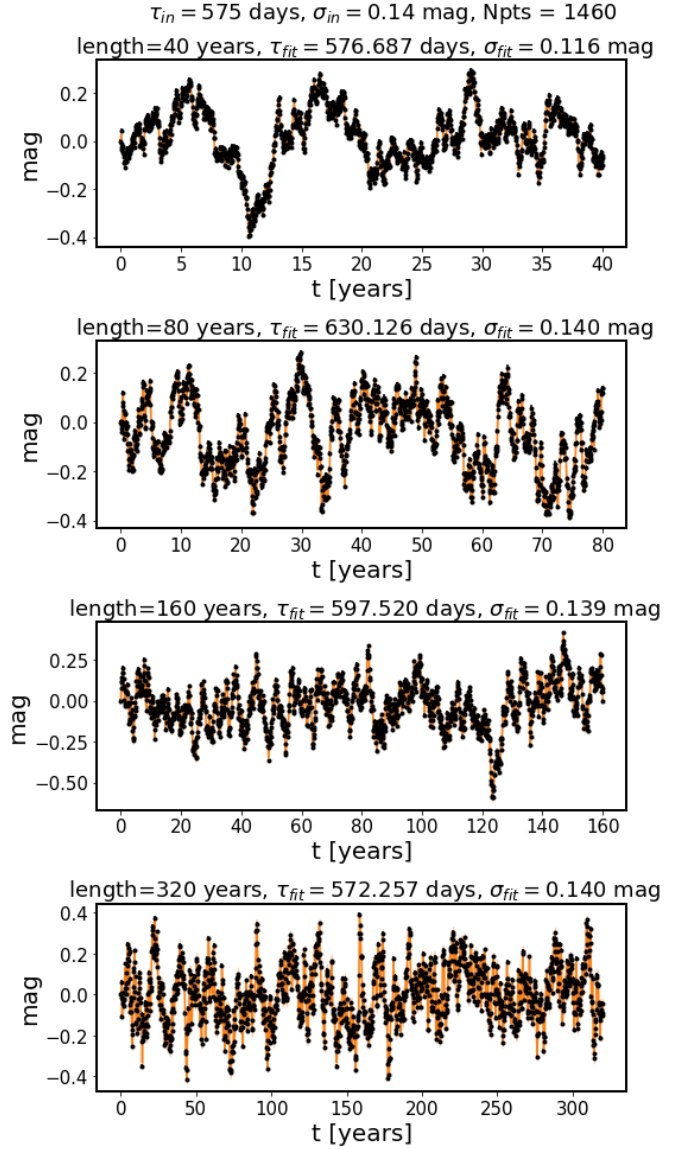 τ_in = 575 days, σ_in = 0.14 mag, Npts = 1460
length=40 years, τ_fit = 576.687 days, σ_fit = 0.116 mag
0.2
0.0
−0.2
−0.4
mag
0 5 10 15 20 25 30 35 40
t [years]
length=80 years, τ_fit = 630.126 days, σ_fit = 0.140 mag
0.2
0.0
−0.2
−0.4
mag
0 10 20 30 40 50 60 70 80
t [years]
length=160 years, τ_fit = 597.520 days, σ_fit = 0.139 mag
0.25
0.00
−0.25
−0.50
mag
0 20 40 60 80 100 120 140 160
t [years]
length=320 years, τ_fit = 572.257 days, σ_fit = 0.140 mag
0.4
0.2
0.0
−0.2
−0.4
mag
0 50 100 150 200 250 300
t [years]